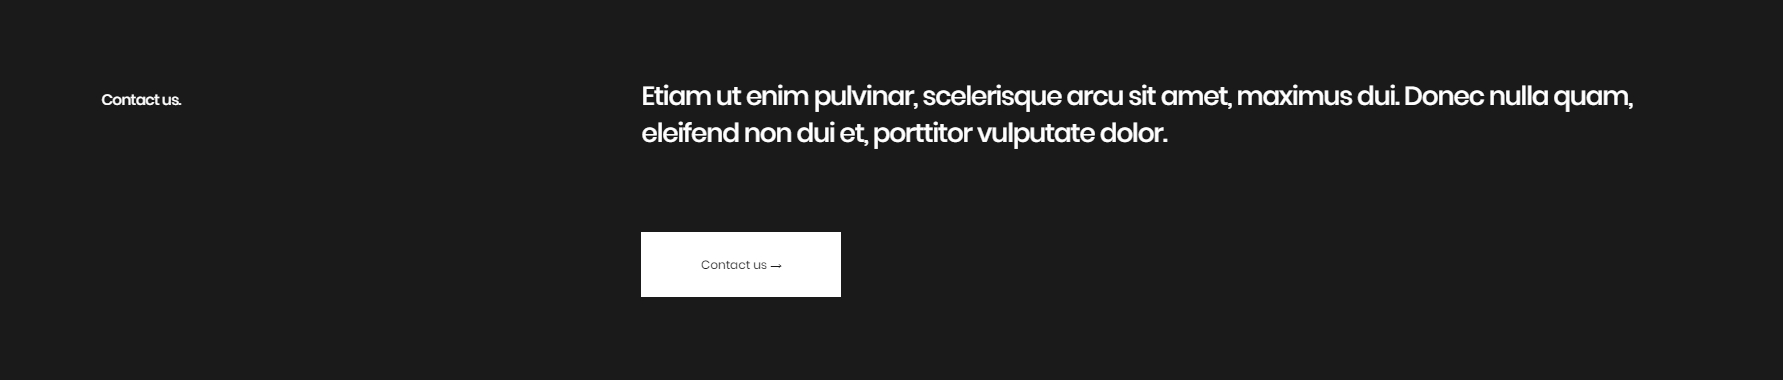 Contact us.
Etiam ut enim pulvinar, scelerisque arcu sit amet, maximus dui. Donec nulla quam,
eleifend non dui et, porttitor vulputate dolor.
Contact us →